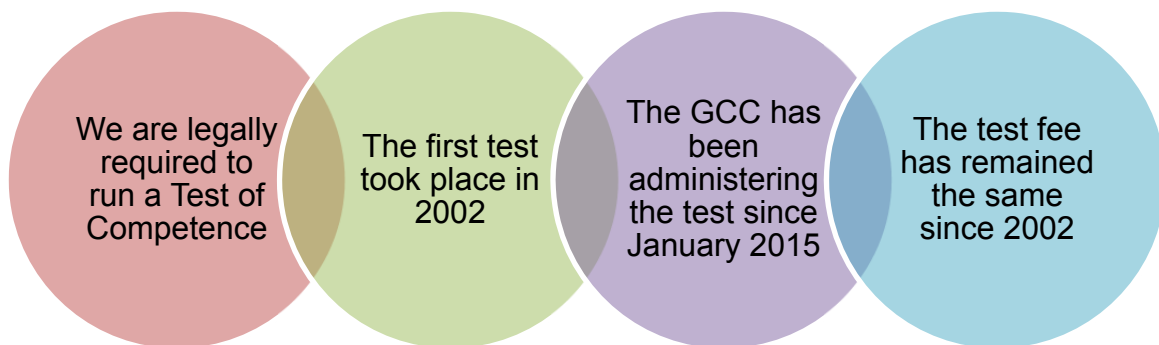 We are legally
required to
run a Test of
Competence
The first test
took place in
2002
The GCC has
been
administering
the test since
January 2015
The test fee
has remained
the same
since 2002